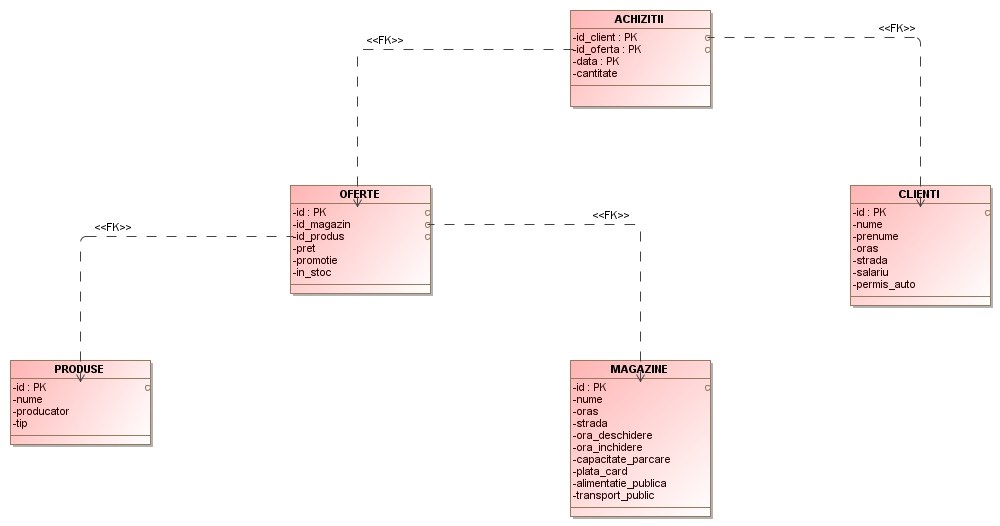 ACHIZITII
-id_client : PK
-id_oferta : PK
-data : PK
-cantitate
<<FK>>
<<FK>>
OFERTE
-id : PK
-id_magazin
-id_produs
-pret
-promotie
-in_stoc
CLIENTI
-id : PK
-nume
-prenume
-oras
-strada
-salariu
-permis_auto
<<FK>>
<<FK>>
PRODUSE
-id : PK
-nume
-producator
-tip
MAGAZINE
-id : PK
-nume
-oras
-strada
-ora_deschidere
-ora_inchidere
-capacitate_parcare
-plata_card
-alimentatie_publica
-transport_public